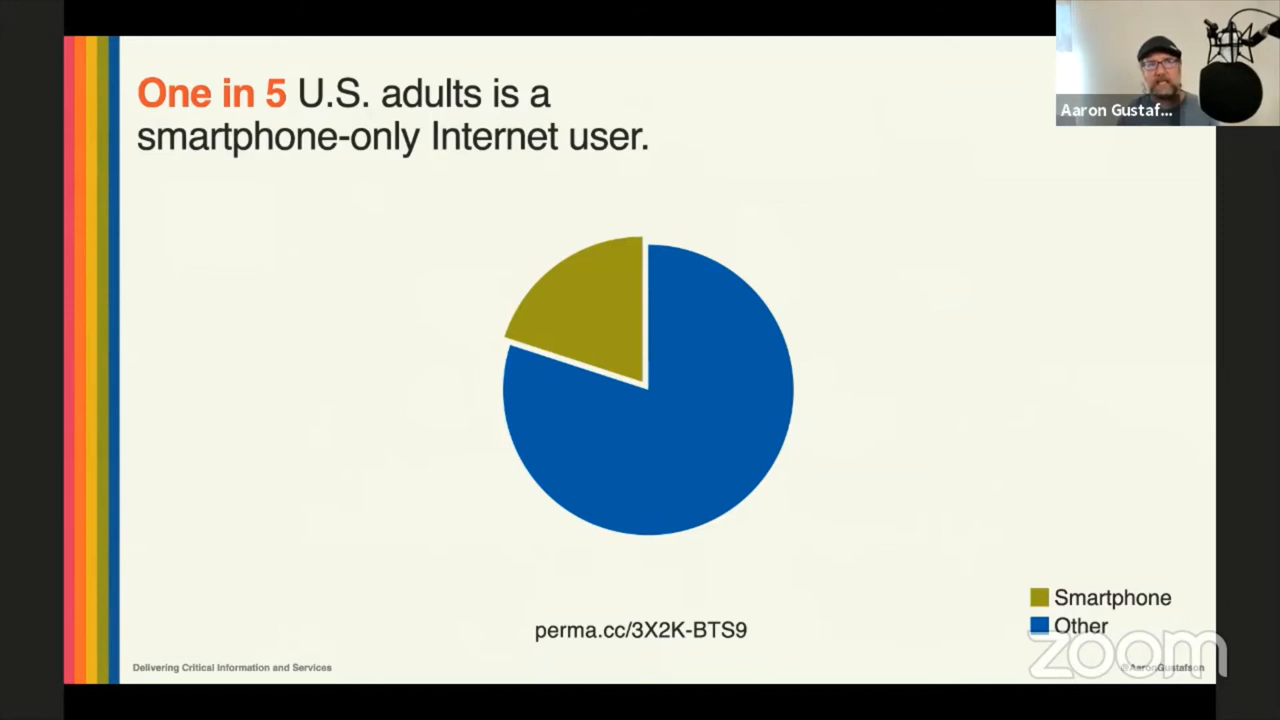 One in 5 U.S. adults is a
smartphone-only Internet user.
Aaron Gustaf...
perma.cc/3X2K-BTS9
Smartphone
Other
Delivering Critical Information and Services
@AaronGustafson
zoom